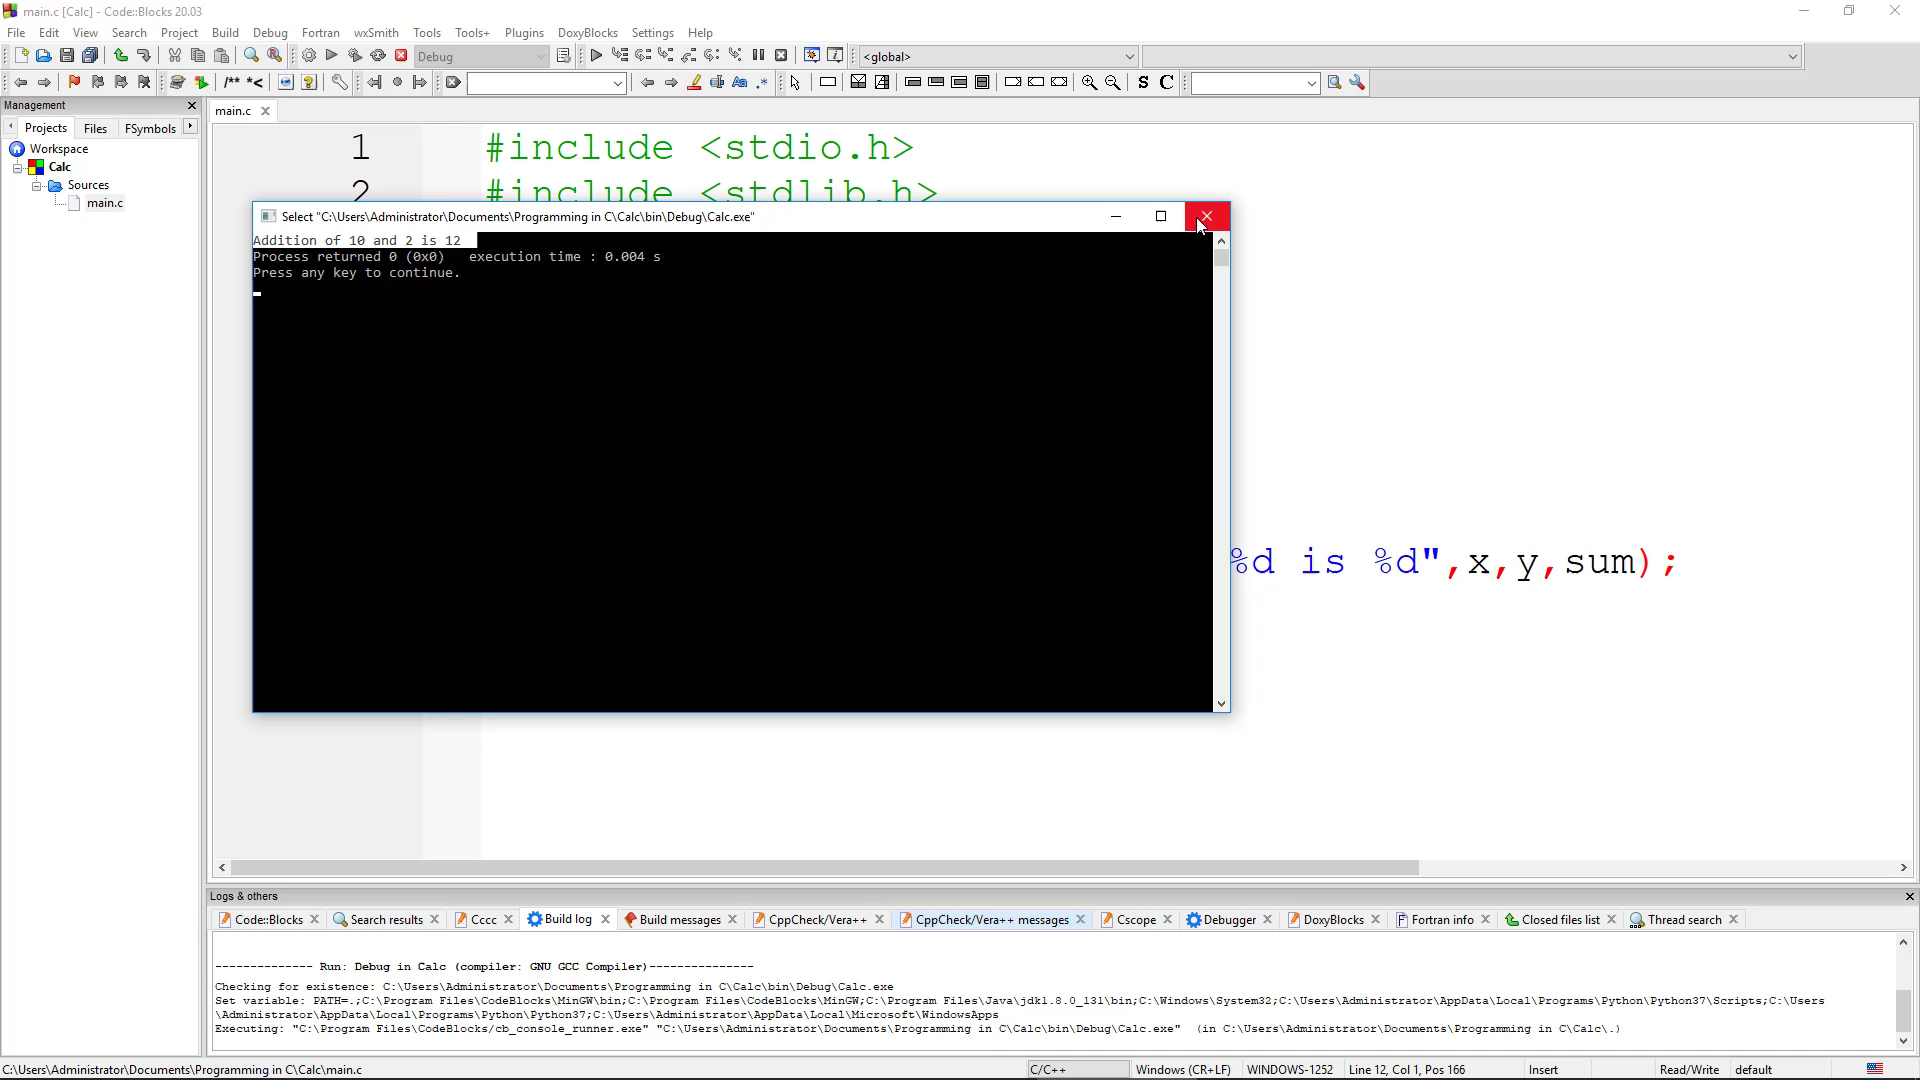 main.c [Calc] - Code::Blocks 20.03
File Edit View Search Project Build Debug Fortran wxSmith Tools Tools+ Plugins DoxyBlocks Settings Help
Debug <global>
/** *< Aa .* S C
Management
main.c
Projects Files FSymbols
Workspace
Calc
Sources
main.c
1 #include <stdio.h>
2 #include <stdlib.h>
Select "C:\Users\Administrator\Documents\Programming in C\Calc\bin\Debug\Calc.exe"
Addition of 10 and 2 is 12
Process returned 0 (0x0) execution time : 0.004 s
Press any key to continue.
%d is %d",x,y,sum);
Logs & others
Code::Blocks Search results Cccc Build log Build messages CppCheck/Vera++ CppCheck/Vera++ messages Cscope Debugger DoxyBlocks Fortran info Closed files list Thread search
-------------- Run: Debug in Calc (compiler: GNU GCC Compiler)---------------
Checking for existence: C:\Users\Administrator\Documents\Programming in C\Calc\bin\Debug\Calc.exe
Set variable: PATH=.;C:\Program Files\CodeBlocks\MinGW\bin;C:\Program Files\CodeBlocks\MinGW;C:\Program Files\Java\jdk1.8.0_131\bin;C:\Windows\System32;C:\Users\Administrator\AppData\Local\Programs\Python\Python37\Scripts;C:\Users
\Administrator\AppData\Local\Programs\Python\Python37;C:\Users\Administrator\AppData\Local\Microsoft\WindowsApps
Executing: "C:\Program Files\CodeBlocks/cb_console_runner.exe" "C:\Users\Administrator\Documents\Programming in C\Calc\bin\Debug\Calc.exe" (in C:\Users\Administrator\Documents\Programming in C\Calc\.)
C:\Users\Administrator\Documents\Programming in C\Calc\main.c C/C++ Windows (CR+LF) WINDOWS-1252 Line 12, Col 1, Pos 166 Insert Read/Write default